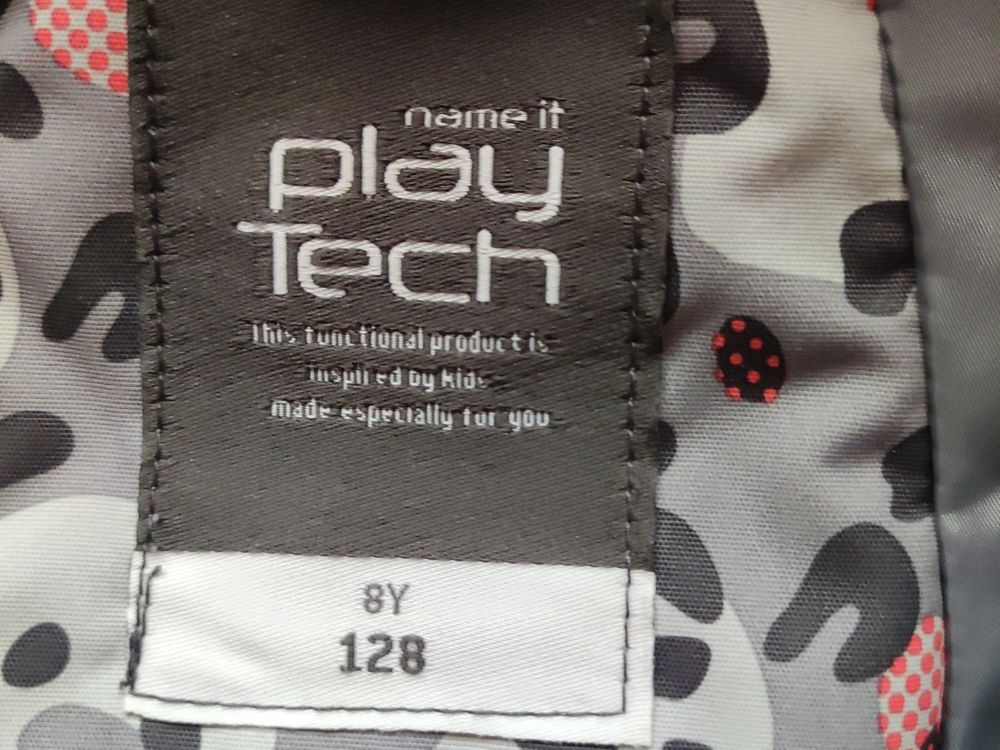 name it
play
Tech
This functional product is
inspired by kids
made especially for you
8Y
128